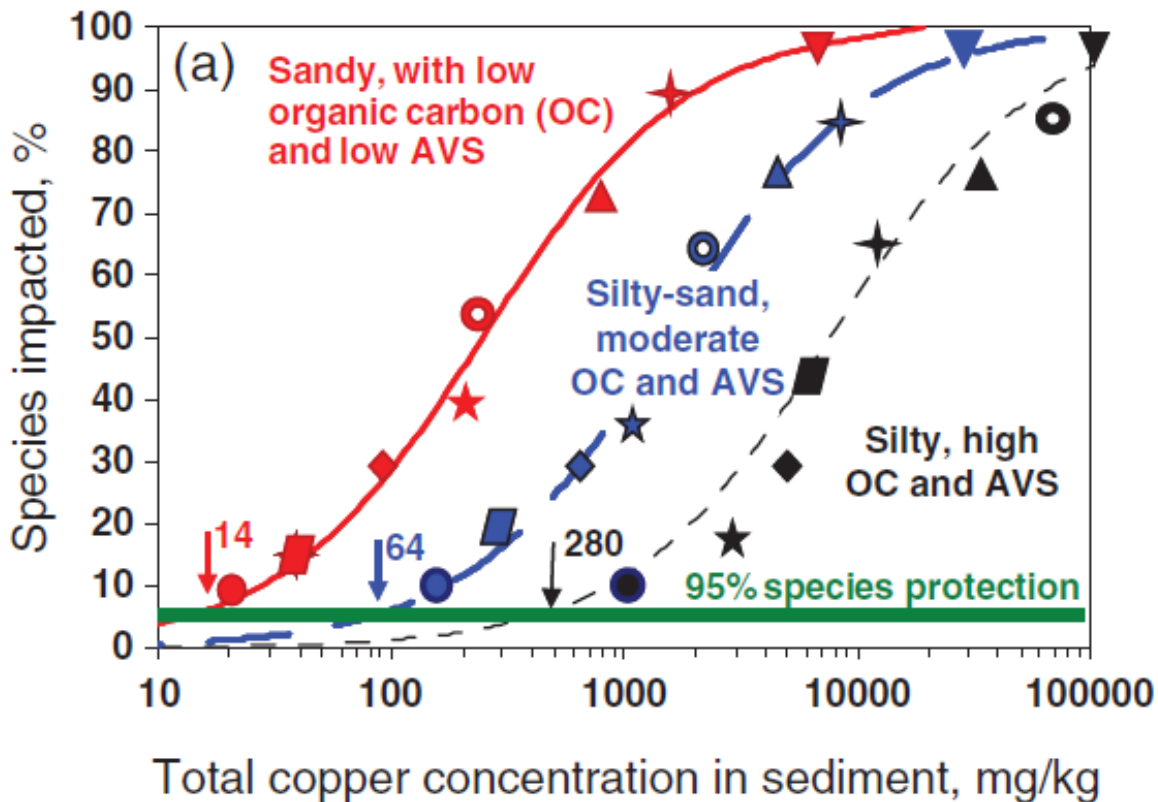 100
90
80
70
60
50
40
30
20
10
0
Species impacted, %
(a)
Sandy, with low
organic carbon (OC)
and low AVS
Silty-sand,
moderate
OC and AVS
Silty, high
OC and AVS
14
64
280
95% species protection
10
100
1000
10000
100000
Total copper concentration in sediment, mg/kg